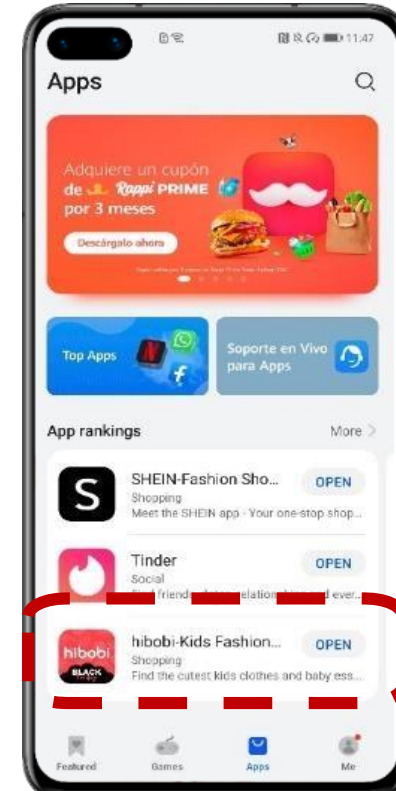 11:47
Apps
Adquiere un cupón
de Rappi PRIME
por 3 meses
Descárgalo ahora
Top Apps
Soporte en Vivo
para Apps
App rankings
More
S
SHEIN-Fashion Sho...
OPEN
Shopping
Meet the SHEIN app - Your one-stop shop...
Tinder
OPEN
Social
hibobi
BLACK
hibobi-Kids Fashion...
OPEN
Shopping
Find the cutest kids clothes and baby ess...
Featured
Games
Apps
Me